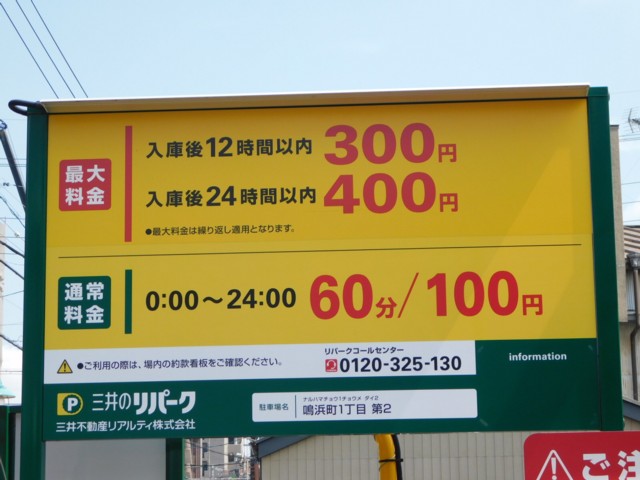 最大料金
入庫後12時間以内 300円
入庫後24時間以内 400円
●最大料金は繰り返し適用となります。
通常料金
0:00～24:00 60分/100円
⚠ ●ご利用の際は、場内の約款看板をご確認ください。
リパークコールセンター
0120-325-130
information
P 三井のリパーク
三井不動産リアルティ株式会社
駐車場名
ナルハマチョウ1チョウメ ダイ2
鳴浜町1丁目 第2
ご注